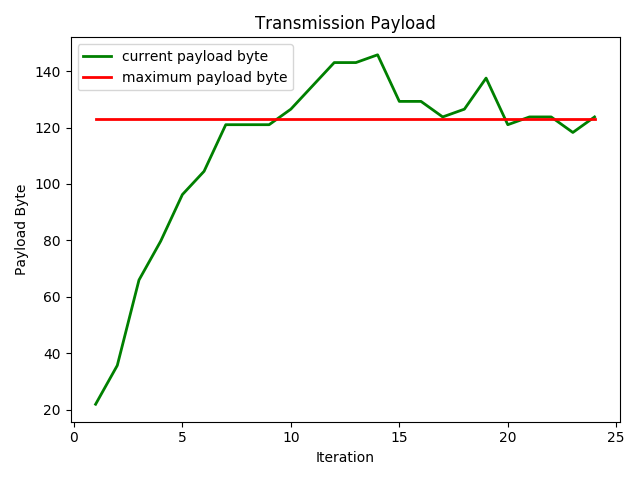 Transmission Payload
current payload byte
maximum payload byte
140
120
100
80
60
40
20
Payload Byte
0
5
10
15
20
25
Iteration